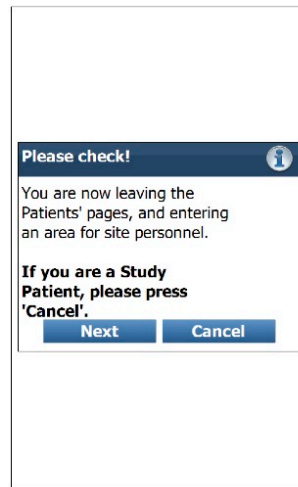 Please check!
You are now leaving the
Patients' pages, and entering
an area for site personnel.
If you are a Study
Patient, please press
'Cancel'.
Next Cancel